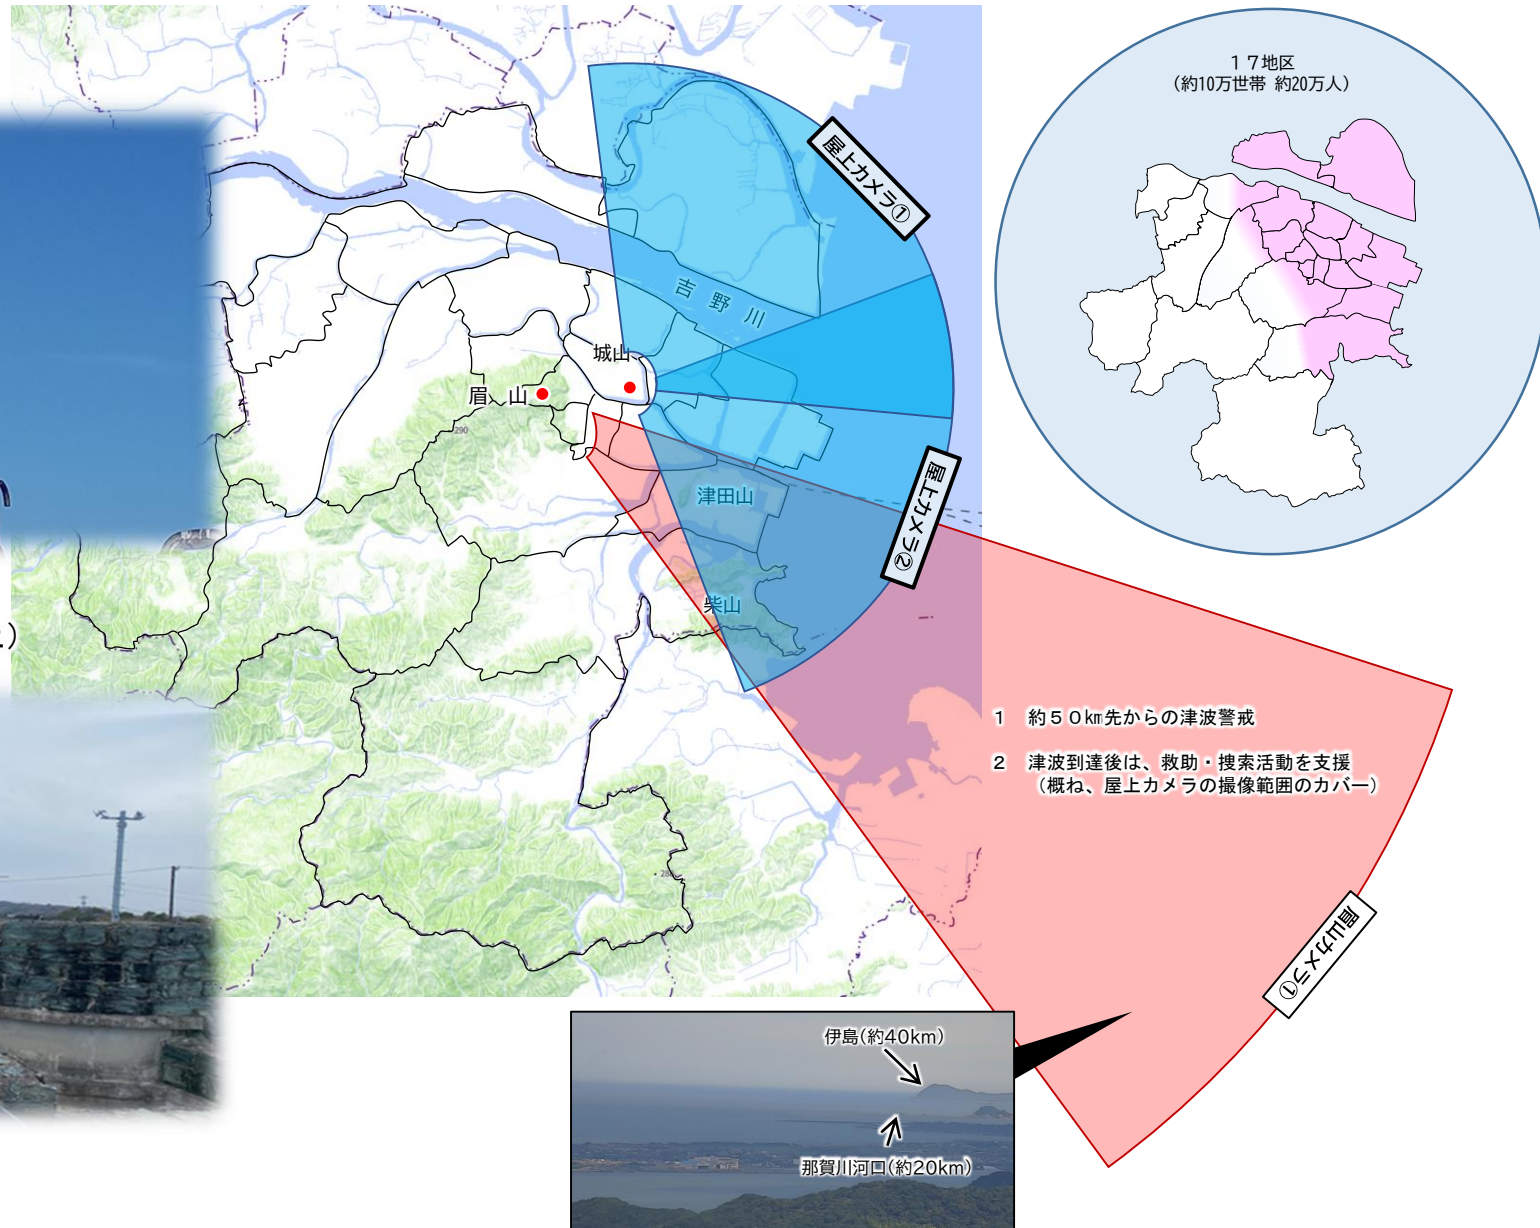 １７地区
（約10万世帯 約20万人）
屋上カメラ①
吉野川
城山
眉山
290
屋上カメラ②
津田山
柴山
１　約５０㎞先からの津波警戒
２　津波到達後は、救助・捜索活動を支援
（概ね、屋上カメラの撮像範囲のカバー）
眉山カメラ①
伊島(約40km)
那賀川河口(約20km)